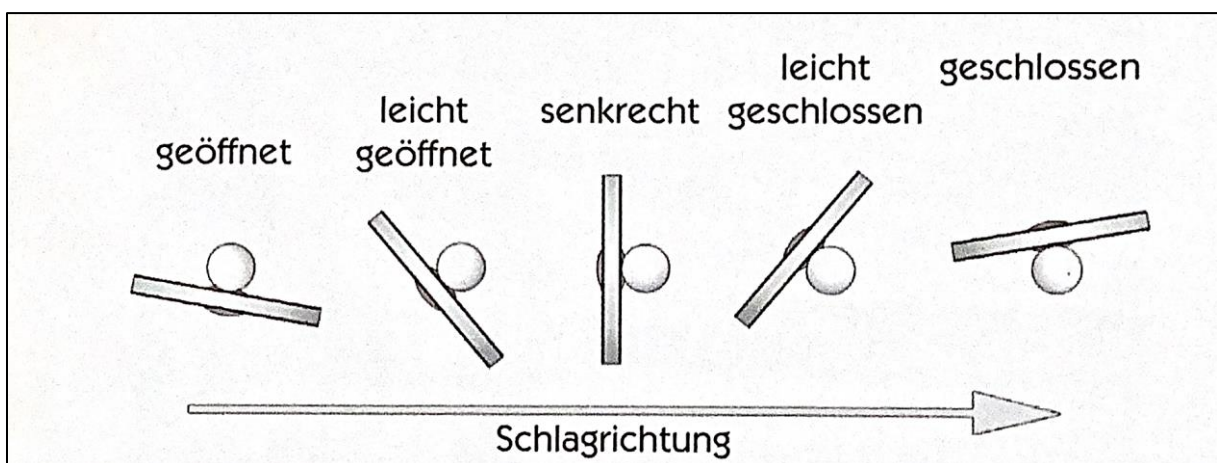 geöffnet
leicht
geöffnet
senkrecht
leicht
geschlossen
geschlossen
Schlagrichtung